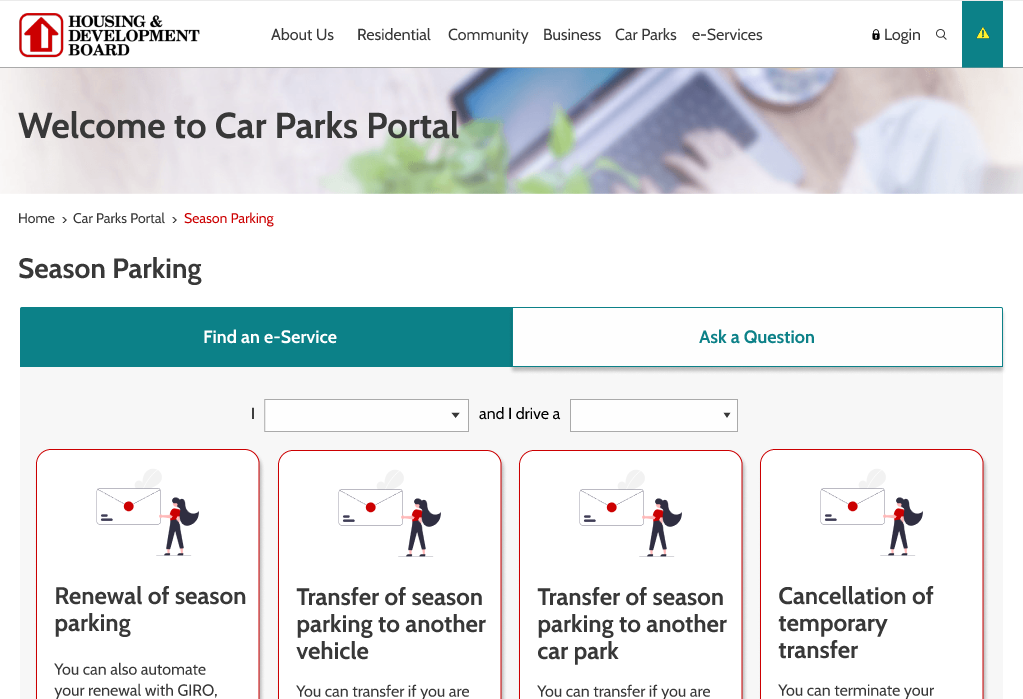 HOUSING &
DEVELOPMENT
BOARD
About Us Residential Community Business Car Parks e-Services Login
Welcome to Car Parks Portal
Home > Car Parks Portal > Season Parking
Season Parking
Find an e-Service
Ask a Question
I and I drive a
Renewal of season
parking
You can also automate
your renewal with GIRO,
Transfer of season
parking to another
vehicle
You can transfer if you are
Transfer of season
parking to another
car park
You can transfer if you are
Cancellation of
temporary
transfer
You can terminate your